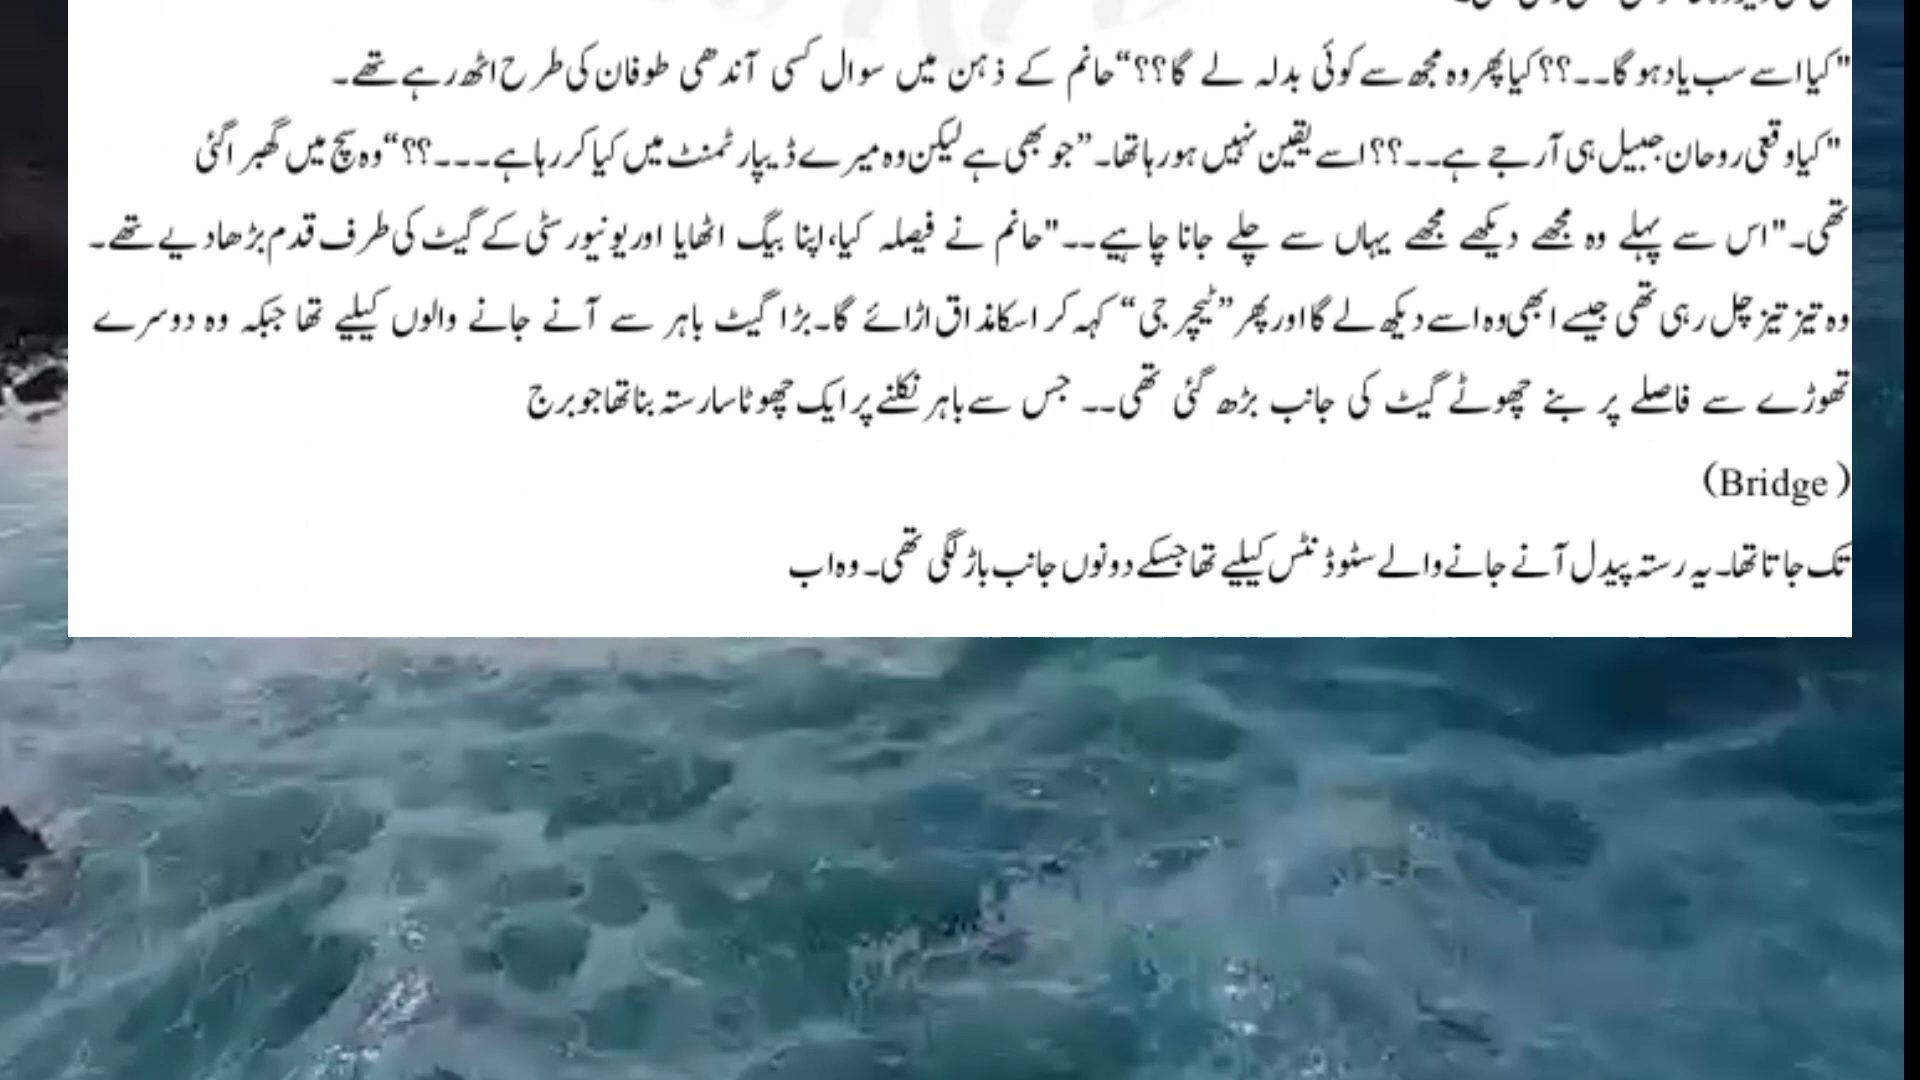 "کیا اسے سب یاد ہو گا۔۔؟؟ کیا پھر وہ مجھ سے کوئی بدلہ لے گا؟؟“ حانم کے ذہن میں سوال کسی آندھی طوفان کی طرح اٹھ رہے تھے۔
"کیا وقعی روحان جبیل ہی آر جے ہے۔۔؟؟ اسے یقین نہیں ہو رہا تھا۔ ”جو بھی ہے لیکن وہ میرے ڈیپارٹمنٹ میں کیا کر رہا ہے۔۔۔؟؟“ وہ سچ میں گھبرا گئی
تھی۔ "اس سے پہلے وہ مجھے دیکھے مجھے یہاں سے چلے جانا چاہیے۔۔" حانم نے فیصلہ کیا، اپنا بیگ اٹھایا اور یونیورسٹی کے گیٹ کی طرف قدم بڑھا دیے تھے۔
وہ تیز تیز چل رہی تھی جیسے ابھی وہ اسے دیکھ لے گا اور پھر ”ٹیچر جی“ کہہ کر اسکا مذاق اڑائے گا۔ بڑا گیٹ باہر سے آنے جانے والوں کیلیے تھا جبکہ وہ دوسرے
تھوڑے سے فاصلے پر بنے چھوٹے گیٹ کی جانب بڑھ گئی تھی۔۔ جس سے باہر نکلنے پر ایک چھوٹا سا رستہ بنا تھا جو برج
(Bridge)
تک جاتا تھا۔ یہ رستہ پیدل آنے جانے والے سٹوڈنٹس کیلیے تھا جسکے دونوں جانب باڑ لگی تھی۔ وہ اب